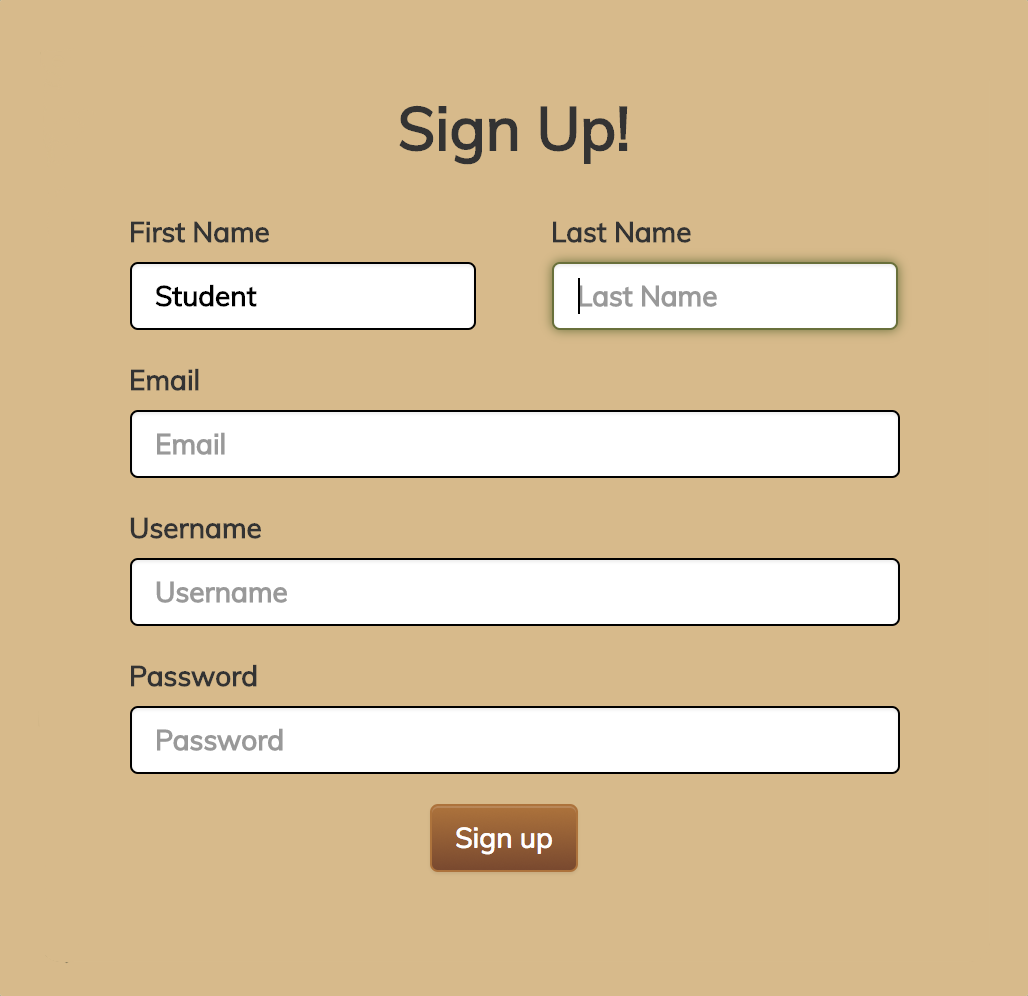 Sign Up!
First Name Last Name
Student Last Name
Email
Email
Username
Username
Password
Password
Sign up